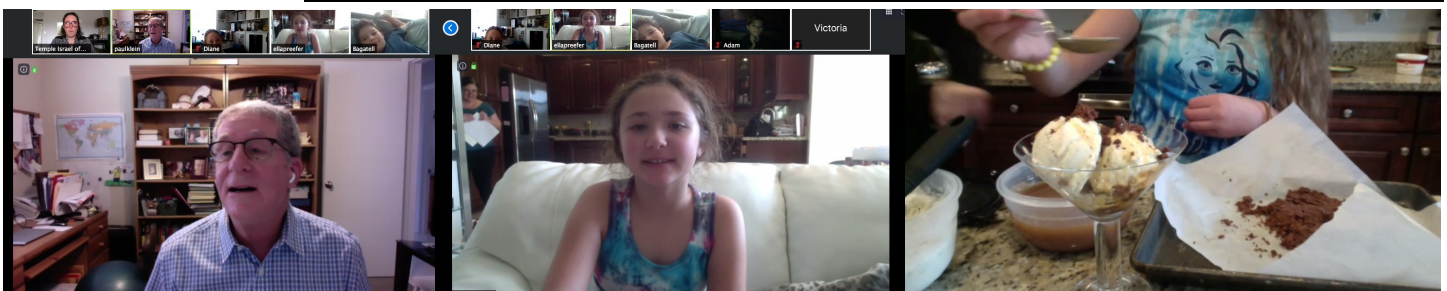 Temple Israel of...
paulklein
Diane
ellapreefer
Bagatell
Diane
ellapreefer
Bagatell
Adam
Victoria